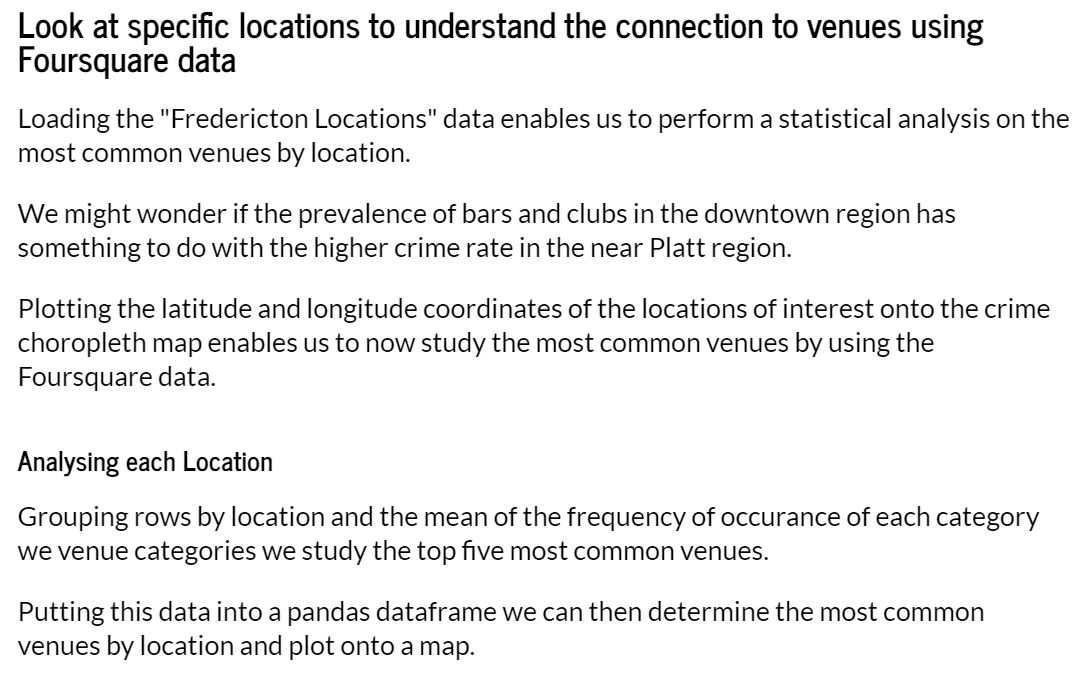 Look at specific locations to understand the connection to venues using
Foursquare data
Loading the "Fredericton Locations" data enables us to perform a statistical analysis on the
most common venues by location.
We might wonder if the prevalence of bars and clubs in the downtown region has
something to do with the higher crime rate in the near Platt region.
Plotting the latitude and longitude coordinates of the locations of interest onto the crime
choropleth map enables us to now study the most common venues by using the
Foursquare data.
Analysing each Location
Grouping rows by location and the mean of the frequency of occurance of each category
we venue categories we study the top five most common venues.
Putting this data into a pandas dataframe we can then determine the most common
venues by location and plot onto a map.